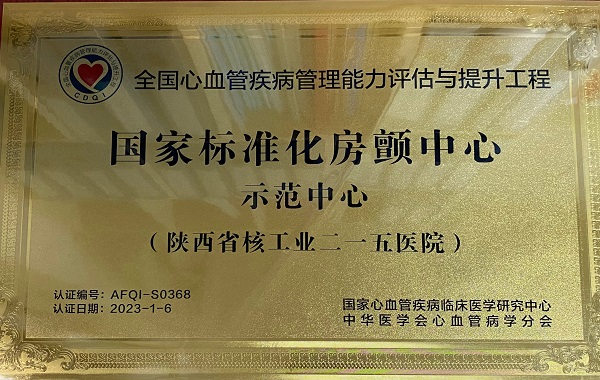 CDQI
全国心血管疾病管理能力评估与提升工程
国家标准化房颤中心
示范中心
（陕西省核工业二一五医院）
认证编号：AFQI-S0368
认证日期：2023-1-6
国家心血管疾病临床医学研究中心
中华医学会心血管病学分会